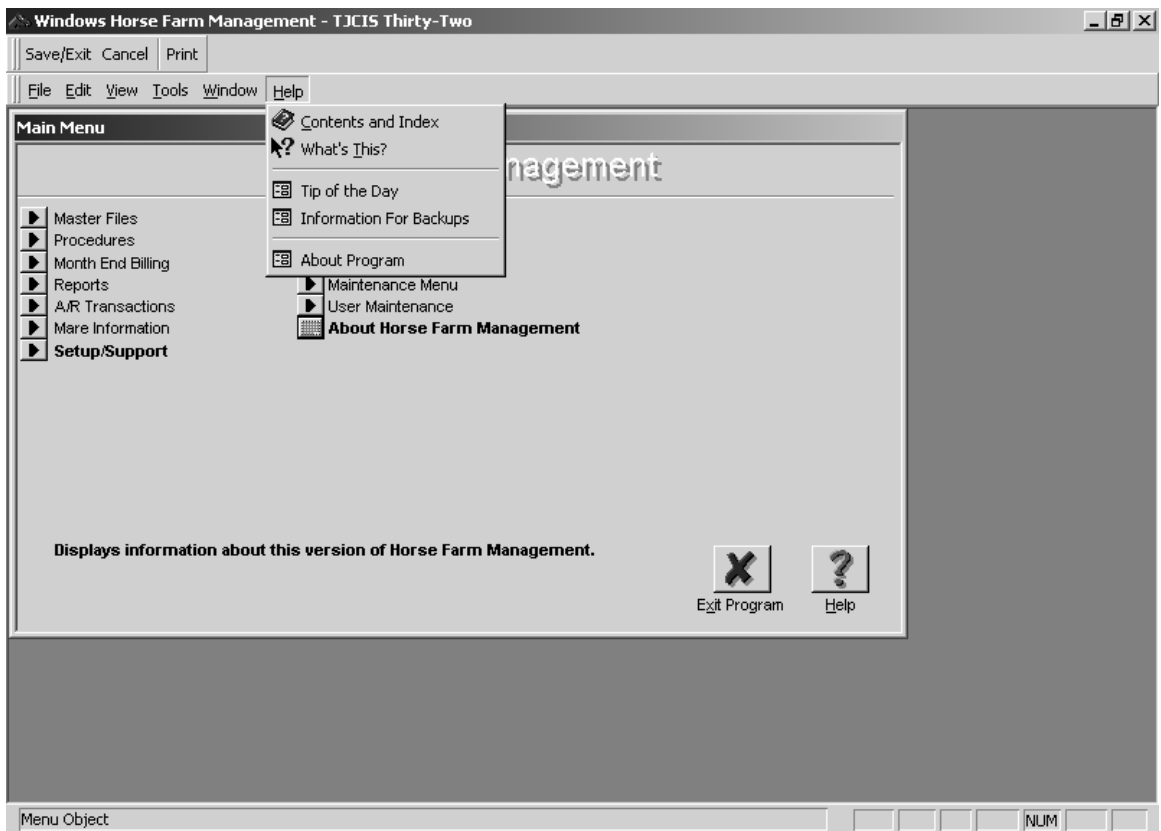 Windows Horse Farm Management - TJCIS Thirty-Two
Save/Exit Cancel Print
File Edit View Tools Window Help
Main Menu
Contents and Index
What's This?
Tip of the Day
Information For Backups
About Program
nagement
Master Files
Procedures
Month End Billing
Reports
A/R Transactions
Mare Information
Setup/Support
Maintenance Menu
User Maintenance
About Horse Farm Management
Displays information about this version of Horse Farm Management.
Exit Program
Help
Menu Object
NUM